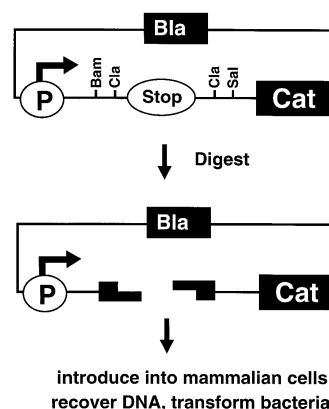 Bla
P
Bam
Cla
Stop
Cla
Sal
Cat
Digest
Bla
P
Cat
introduce into mammalian cells
recover DNA, transform bacteria